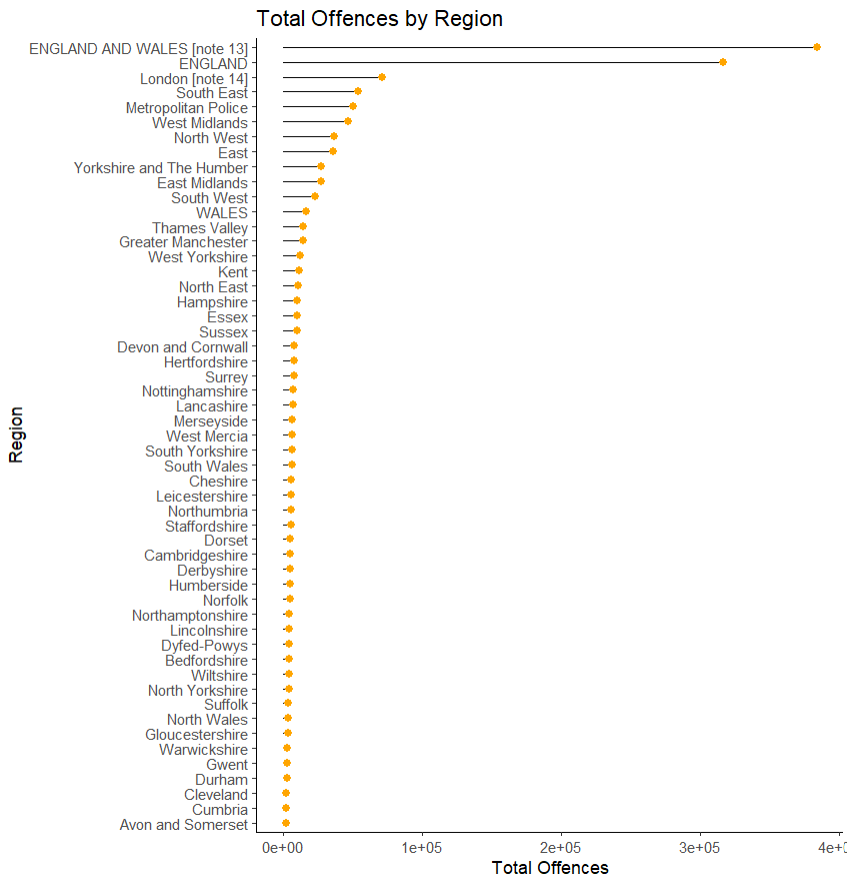 Total Offences by Region
ENGLAND AND WALES [note 13]
ENGLAND
London [note 14]
South East
Metropolitan Police
West Midlands
North West
East
Yorkshire and The Humber
East Midlands
South West
WALES
Thames Valley
Greater Manchester
West Yorkshire
Kent
North East
Hampshire
Essex
Sussex
Devon and Cornwall
Hertfordshire
Surrey
Nottinghamshire
Lancashire
Merseyside
West Mercia
South Yorkshire
South Wales
Cheshire
Leicestershire
Northumbria
Staffordshire
Dorset
Cambridgeshire
Derbyshire
Humberside
Norfolk
Northamptonshire
Lincolnshire
Dyfed-Powys
Bedfordshire
Wiltshire
North Yorkshire
Suffolk
North Wales
Gloucestershire
Warwickshire
Gwent
Durham
Cleveland
Cumbria
Avon and Somerset
Region
0e+00 1e+05 2e+05 3e+05
Total Offences